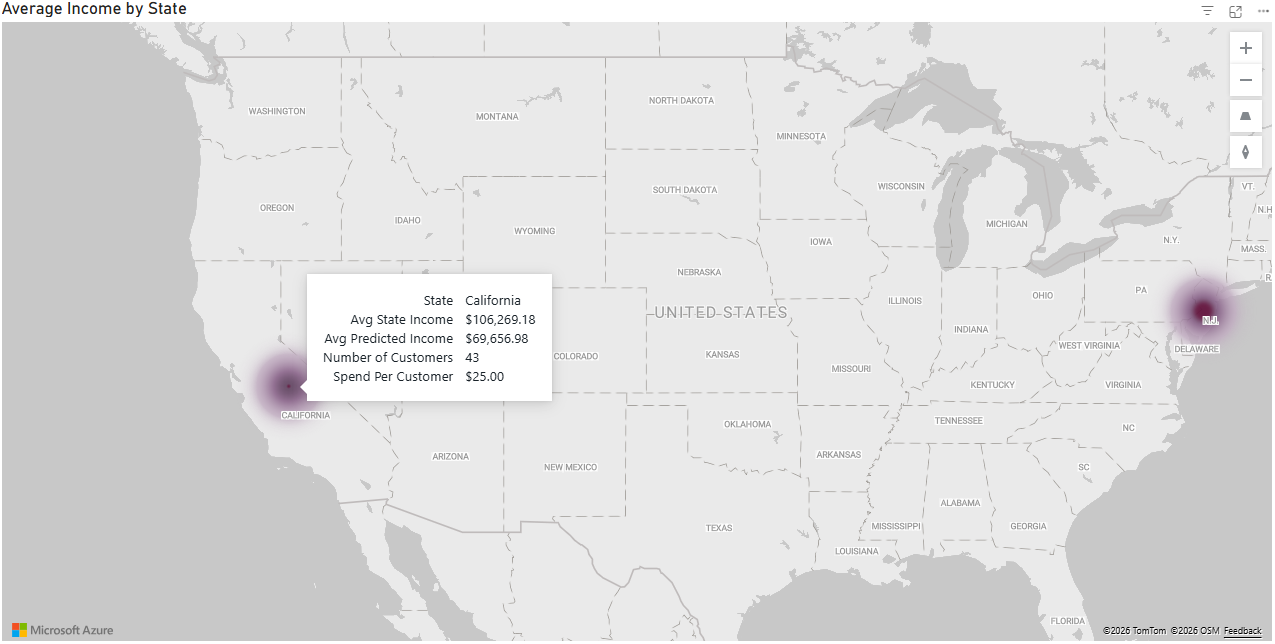 Average Income by State
WASHINGTON
MONTANA
NORTH DAKOTA
MINNESOTA
VT.
WISCONSIN
SOUTH DAKOTA
OREGON
N.H
IDAHO
MICHIGAN
WYOMING
IOWA
N.Y.
MASS.
NEBRASKA
R.
PA
OHIO
ILLINOIS
UNITED STATES
N.J.
INDIANA
State California
Avg State Income $106,269.18
Avg Predicted Income $69,656.98
Number of Customers 43
Spend Per Customer $25.00
WEST VIRGINIA
DELAWARE
COLORADO
KANSAS
MISSOURI
KENTUCKY
VIRGINIA
CALIFORNIA
OKLAHOMA
TENNESSEE
NC
ARIZONA
ARKANSAS
NEW MEXICO
SC
ALABAMA
TEXAS
MISSISSIPPI
GEORGIA
LOUISIANA
FLORIDA
Microsoft Azure
©2026 TomTom ©2026 OSM Feedback